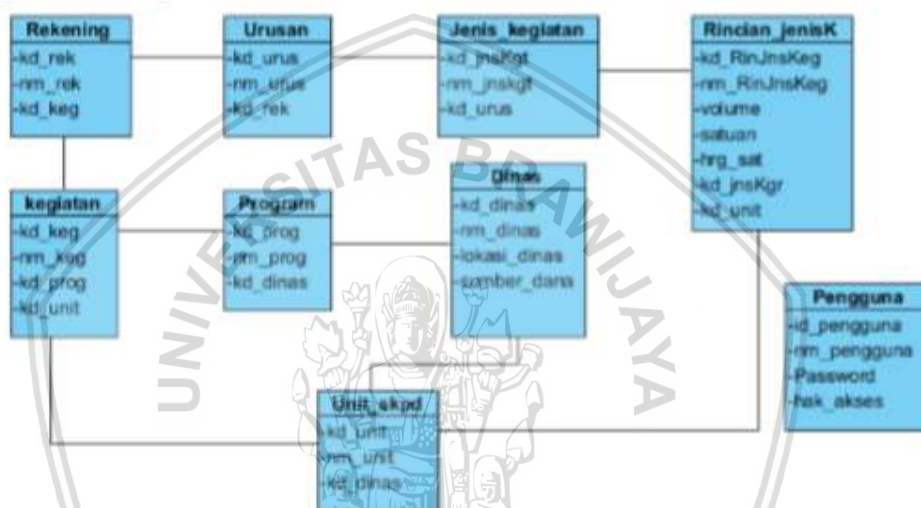 Rekening
-kd_rek
-nm_rek
-kd_keg
Urusan
-kd_urus
-nm_urus
-kd_rek
Jenis_kegiatan
-kd_jnsKgt
-nm_jnskgt
-kd_urus
Rincian_jenisK
-kd_RinJnsKeg
-nm_RinJnsKeg
-volume
-satuan
-hrg_sat
-kd_jnsKgr
-kd_unit
kegiatan
-kd_keg
-nm_keg
-kd_prog
-kd_unit
Program
-kd_prog
-nm_prog
-kd_dinas
Dinas
-kd_dinas
-nm_dinas
-lokasi_dinas
-sumber_dana
Pengguna
-id_pengguna
-nm_pengguna
-Password
-hak_akses
Unit_skpd
-kd_unit
-nm_unit
-kd_dinas
UNIVERSITAS BRAWIJAYA